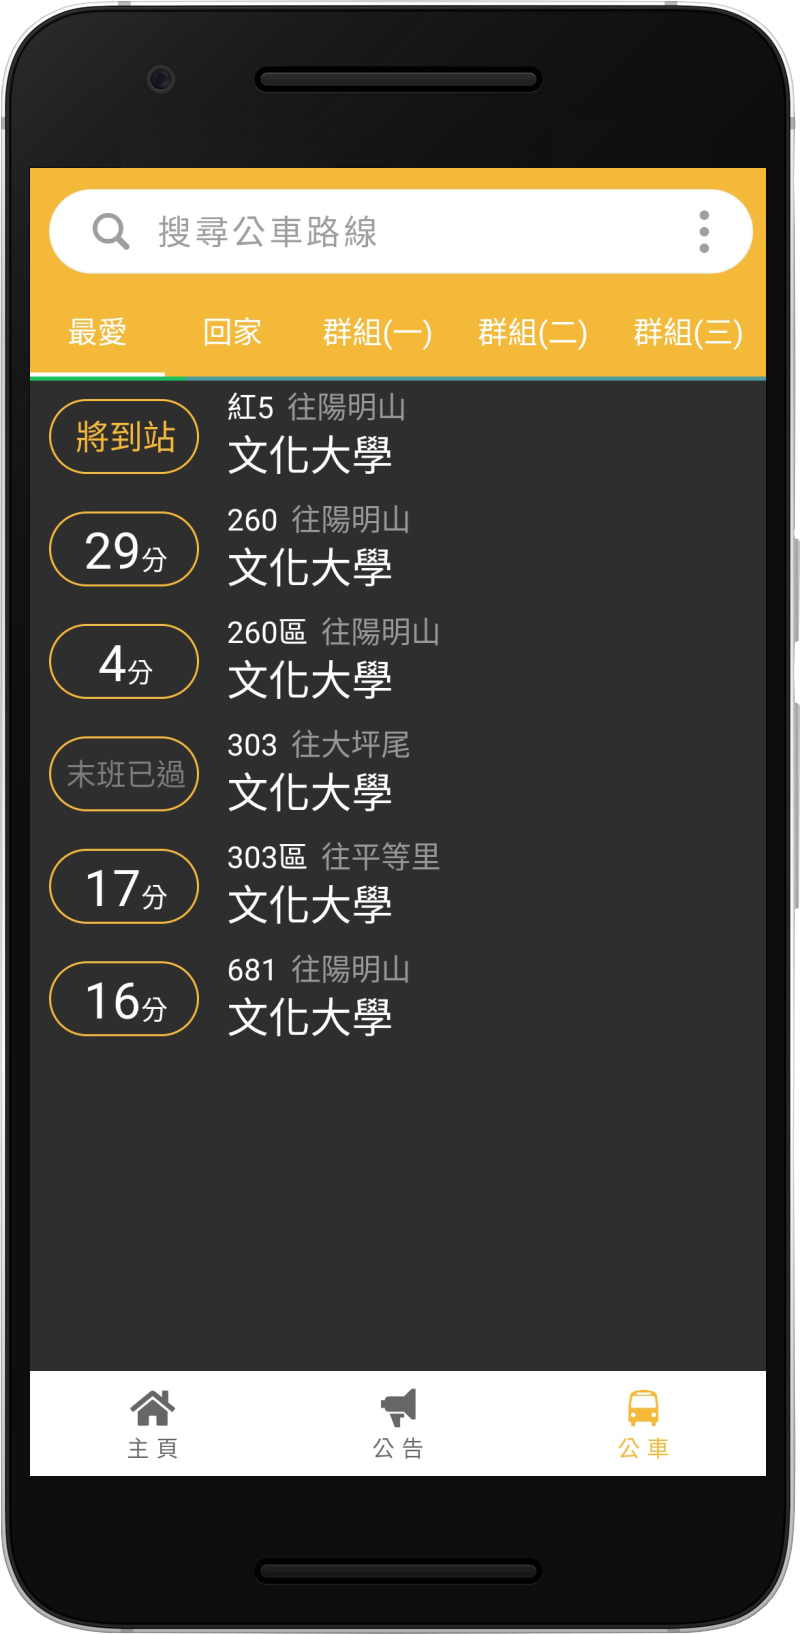 搜尋公車路線
最愛 回家 群組(一) 群組(二) 群組(三)
將到站 紅5 往陽明山
文化大學
29分 260 往陽明山
文化大學
4分 260區 往陽明山
文化大學
末班已過 303 往大坪尾
文化大學
17分 303區 往平等里
文化大學
16分 681 往陽明山
文化大學
主頁 公告 公車